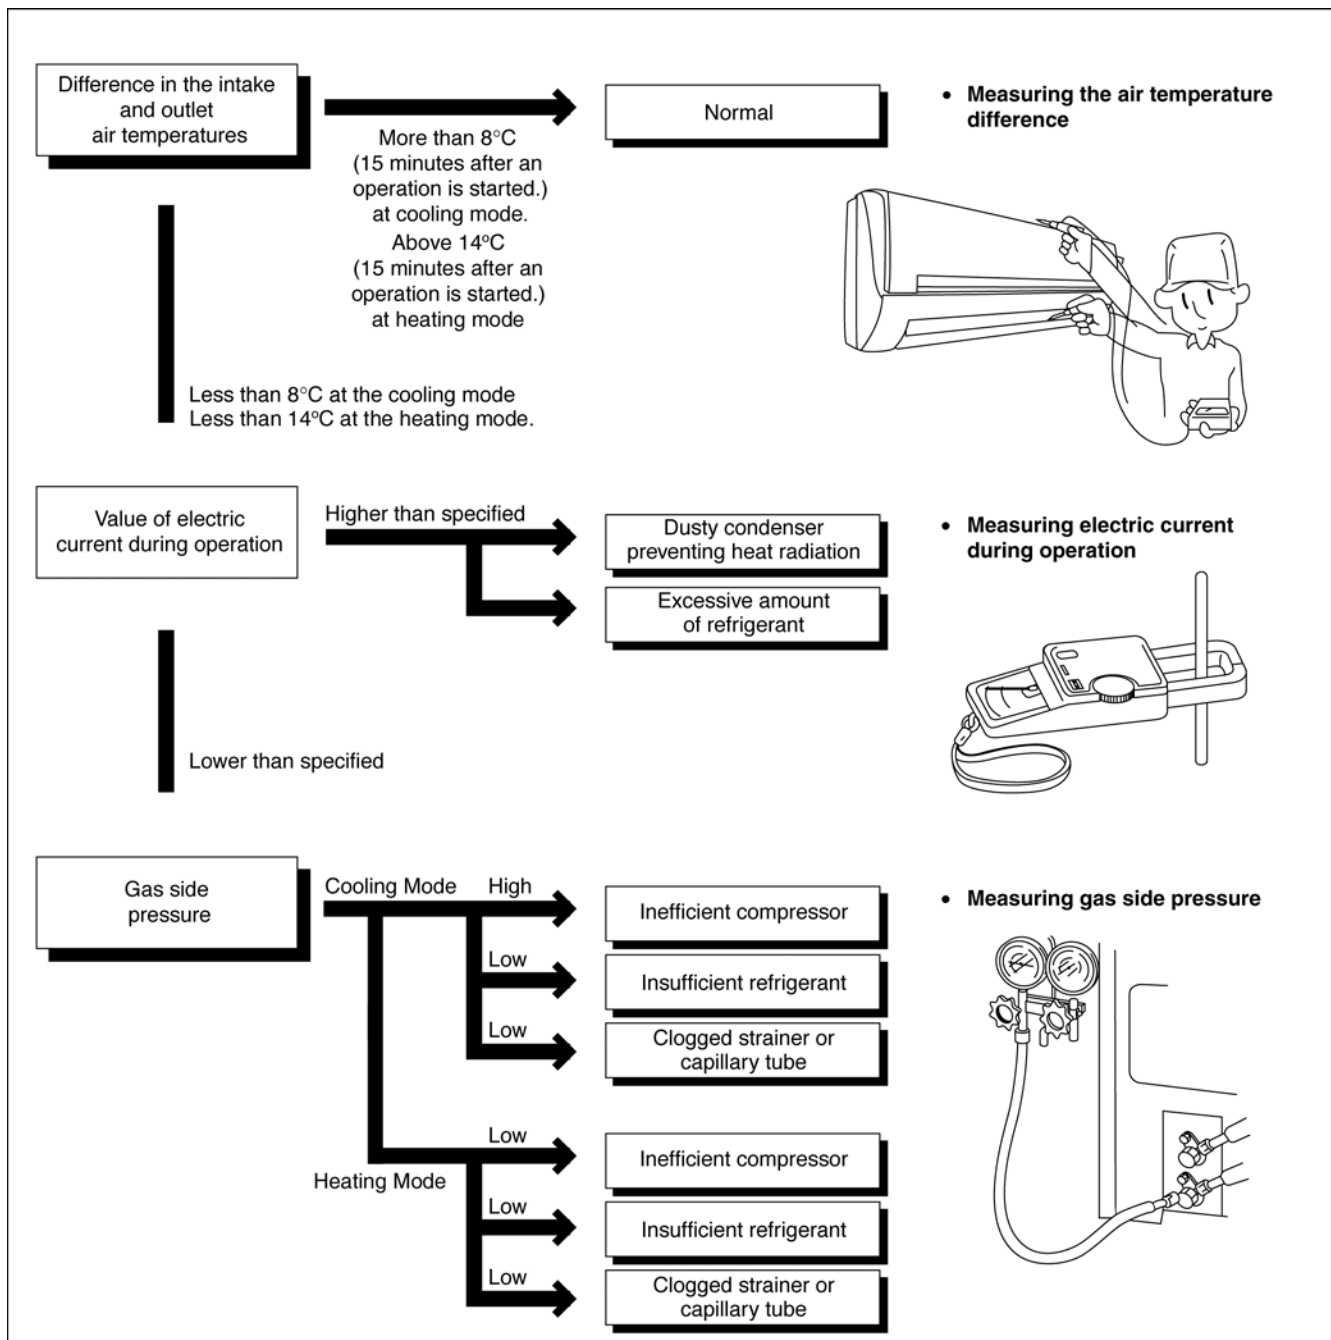 Difference in the intake
and outlet
air temperatures
More than 8°C
(15 minutes after an
operation is started.)
at cooling mode.
Above 14ºC
(15 minutes after an
operation is started.)
at heating mode
Normal
• Measuring the air temperature
difference
Less than 8°C at the cooling mode
Less than 14ºC at the heating mode.
Value of electric
current during operation
Higher than specified
Dusty condenser
preventing heat radiation
Excessive amount
of refrigerant
• Measuring electric current
during operation
Lower than specified
Gas side
pressure
Cooling Mode
High
Inefficient compressor
Low
Insufficient refrigerant
Low
Clogged strainer or
capillary tube
Heating Mode
Low
Inefficient compressor
Low
Insufficient refrigerant
Low
Clogged strainer or
capillary tube
• Measuring gas side pressure